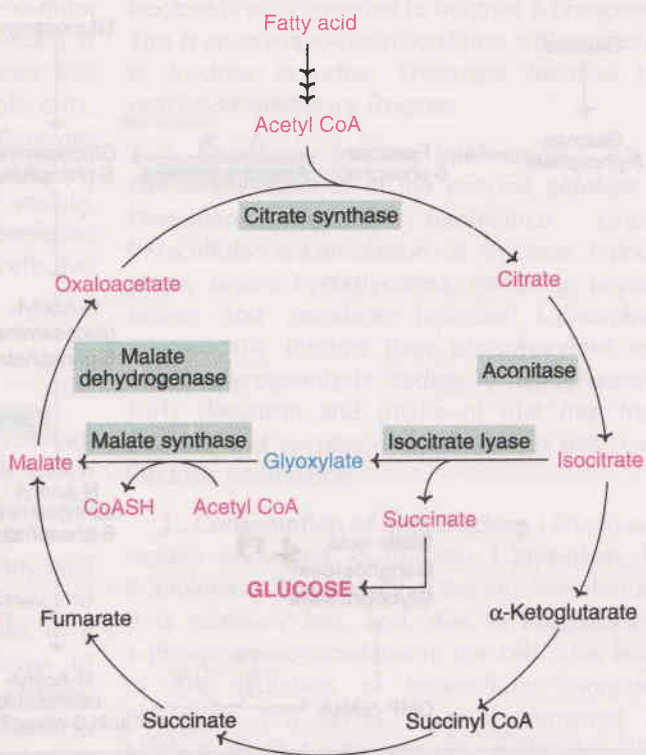 Fatty acid
Acetyl CoA
Citrate synthase
Oxaloacetate
Citrate
Malate
dehydrogenase
Aconitase
Malate synthase
Isocitrate lyase
Malate
Glyoxylate
Isocitrate
CoASH
Acetyl CoA
Succinate
GLUCOSE
Fumarate
α-Ketoglutarate
Succinate
Succinyl CoA